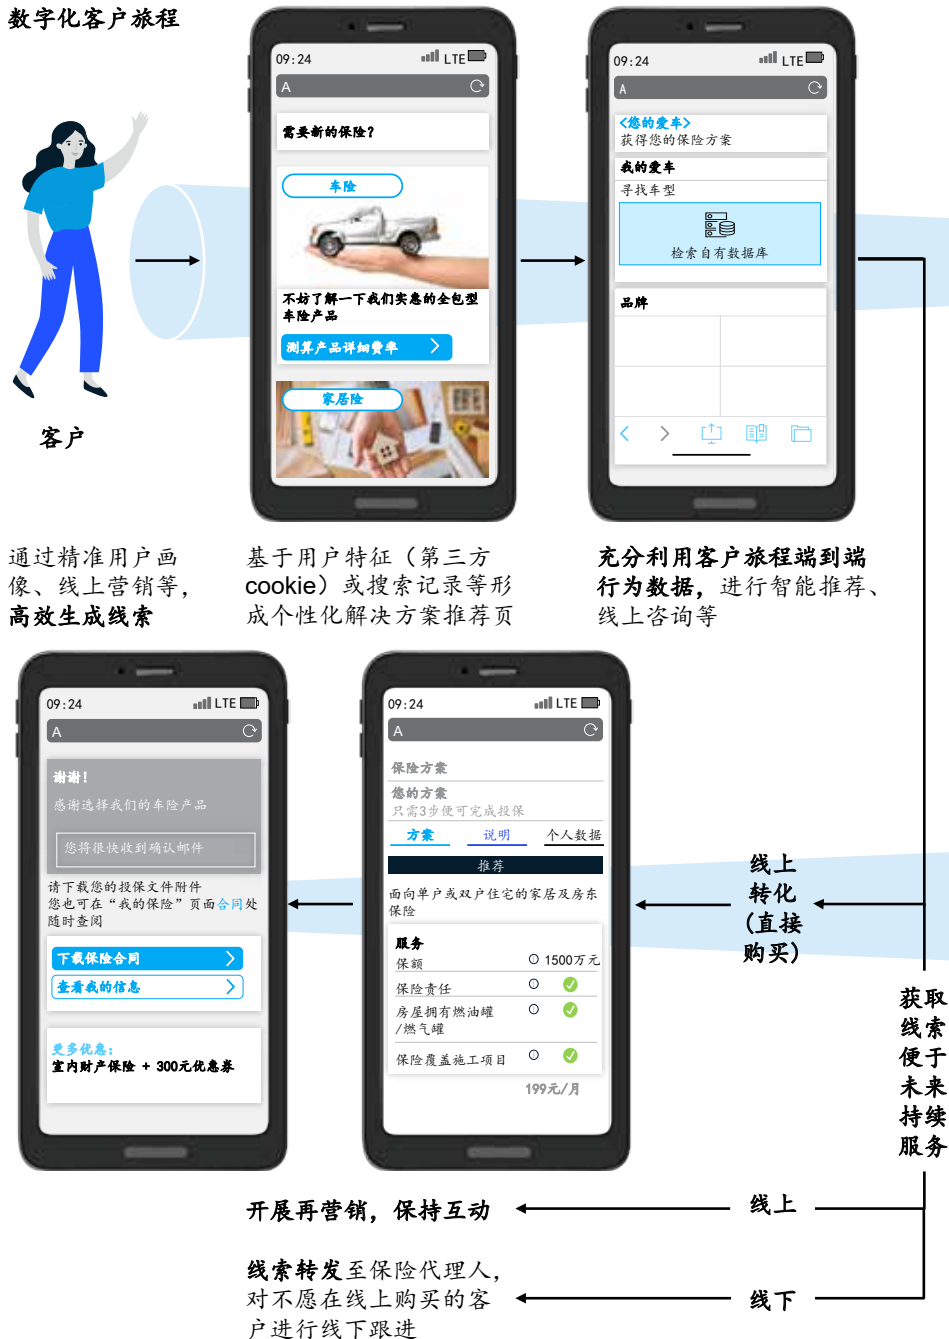 数字化客户旅程
09:24
LTE
A
需要新的保险?
车险
不妨了解一下我们实惠的全包型
车险产品
测算产品详细费率
家居险
09:24
LTE
A
<您的爱车>
获得您的保险方案
我的爱车
寻找车型
检索自有数据库
品牌
客户
通过精准用户画
像、线上营销等,
高效生成线索
基于用户特征（第三方
cookie）或搜索记录等形
成个性化解决方案推荐页
充分利用客户旅程端到端
行为数据，进行智能推荐、
线上咨询等
09:24
LTE
A
谢谢!
感谢选择我们的车险产品
您将很快收到确认邮件
请下载您的投保文件附件
您也可在“我的保险”页面合同处
随时查阅
下载保险合同
查看我的信息
更多优惠:
室内财产保险 + 300元优惠券
09:24
LTE
A
保险方案
您的方案
只需3步便可完成投保
方案 说明 个人数据
推荐
面向单户或双户住宅的家居及房东
保险
服务
保额 1500万元
保险责任
房屋拥有燃油罐
/燃气罐
保险覆盖施工项目
199元/月
线上
转化
(直接
购买)
获取
线索
便于
未来
持续
服务
开展再营销，保持互动
线上
线索转发至保险代理人,
对不愿在线上购买的客
户进行线下跟进
线下